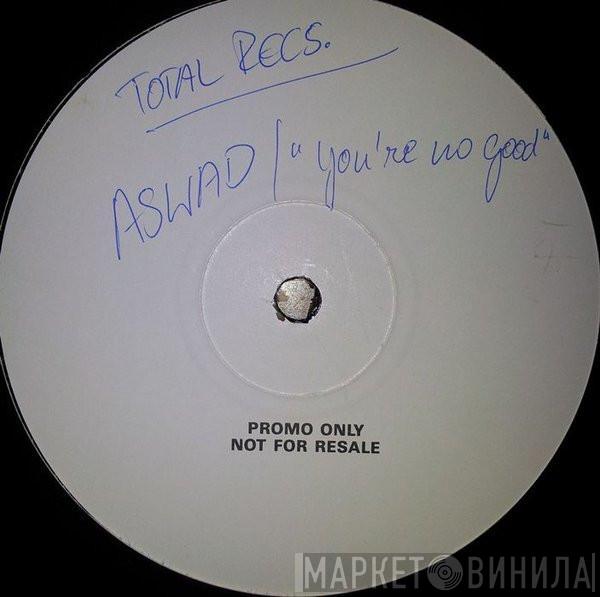 TOTAL RECS.
ASWAD / "you're no good"
PROMO ONLY
NOT FOR RESALE
МАРКЕТ ВИНИЛА